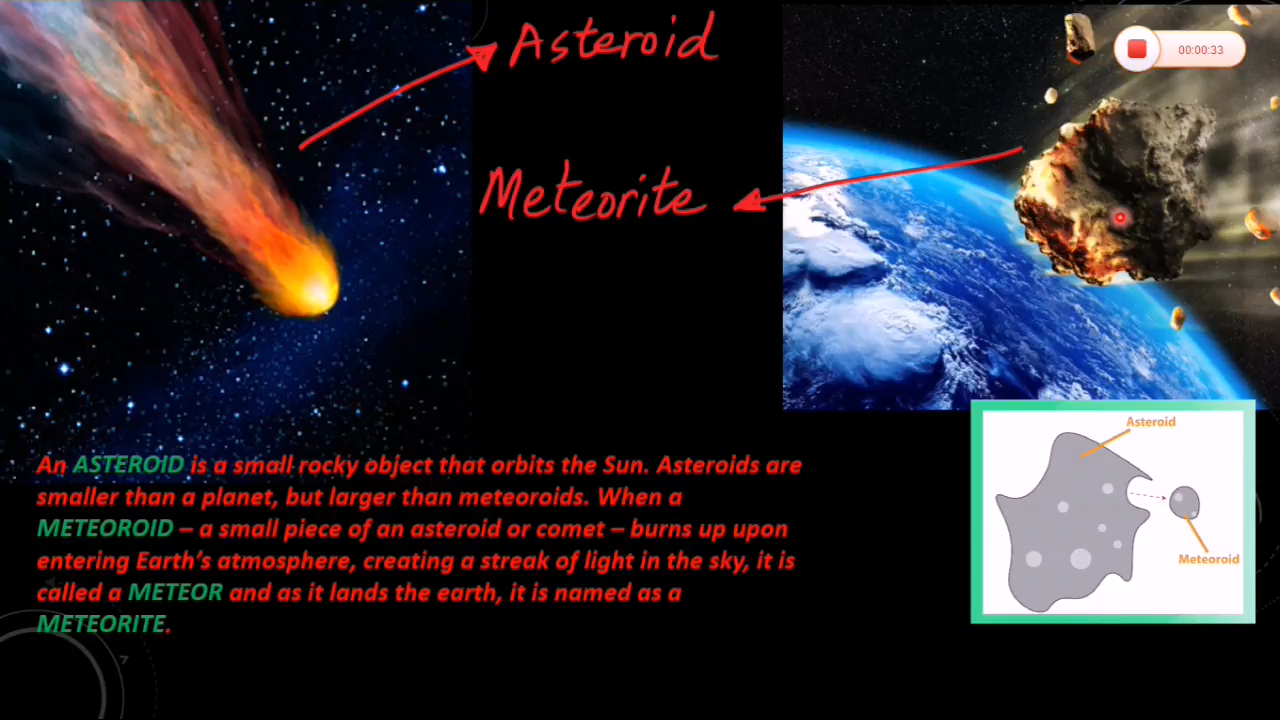 Asteroid
00:00:33
Meteorite
An ASTEROID is a small rocky object that orbits the Sun. Asteroids are
smaller than a planet, but larger than meteoroids. When a
METEOROID – a small piece of an asteroid or comet – burns up upon
entering Earth's atmosphere, creating a streak of light in the sky, it is
called a METEOR and as it lands the earth, it is named as a
METEORITE.
Asteroid
Meteoroid
7